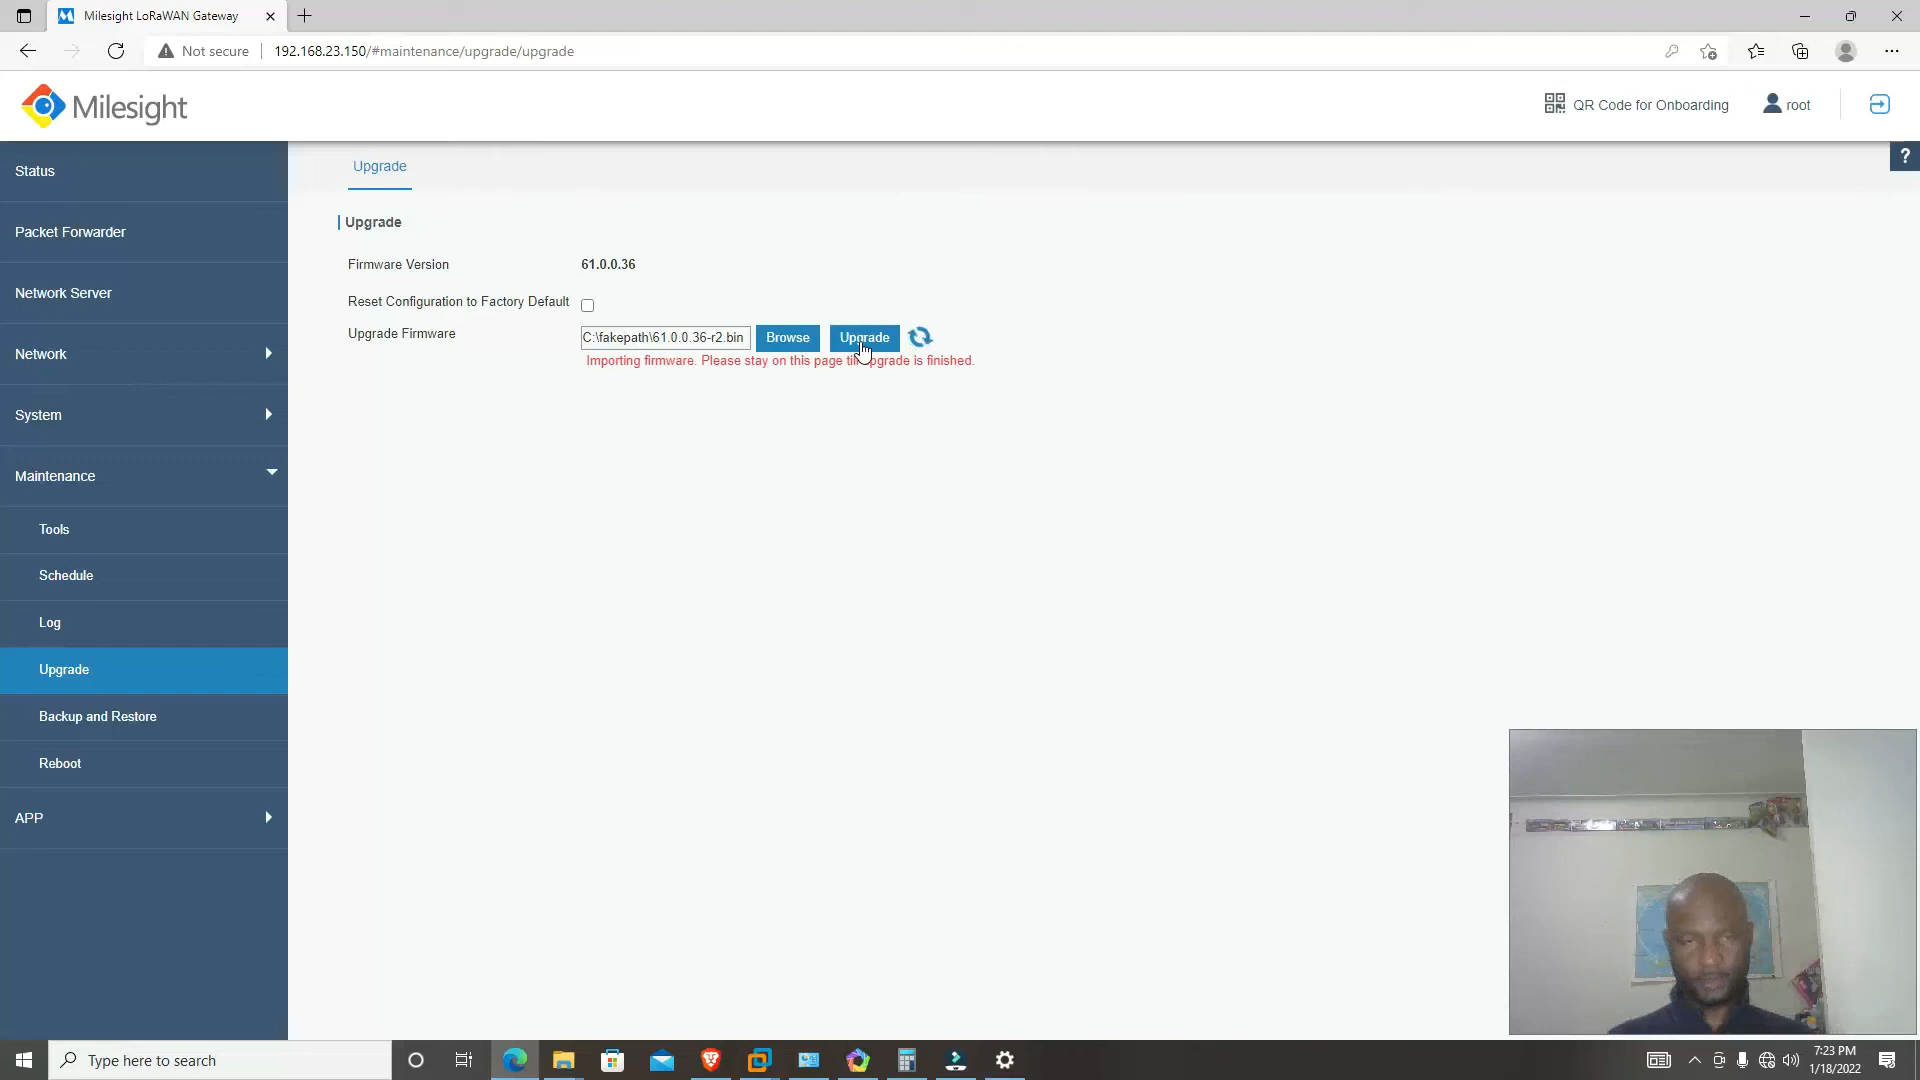 Milesight LoRaWAN Gateway
Not secure
192.168.23.150/#maintenance/upgrade/upgrade
Milesight
QR Code for Onboarding
root
?
Status
Packet Forwarder
Network Server
Network
System
Maintenance
Tools
Schedule
Log
Upgrade
Backup and Restore
Reboot
APP
Upgrade
Upgrade
Firmware Version 61.0.0.36
Reset Configuration to Factory Default
Upgrade Firmware C:\fakepath\61.0.0.36-r2.bin Browse Upgrade
Importing firmware. Please stay on this page till upgrade is finished.
Type here to search
7:23 PM
1/18/2022